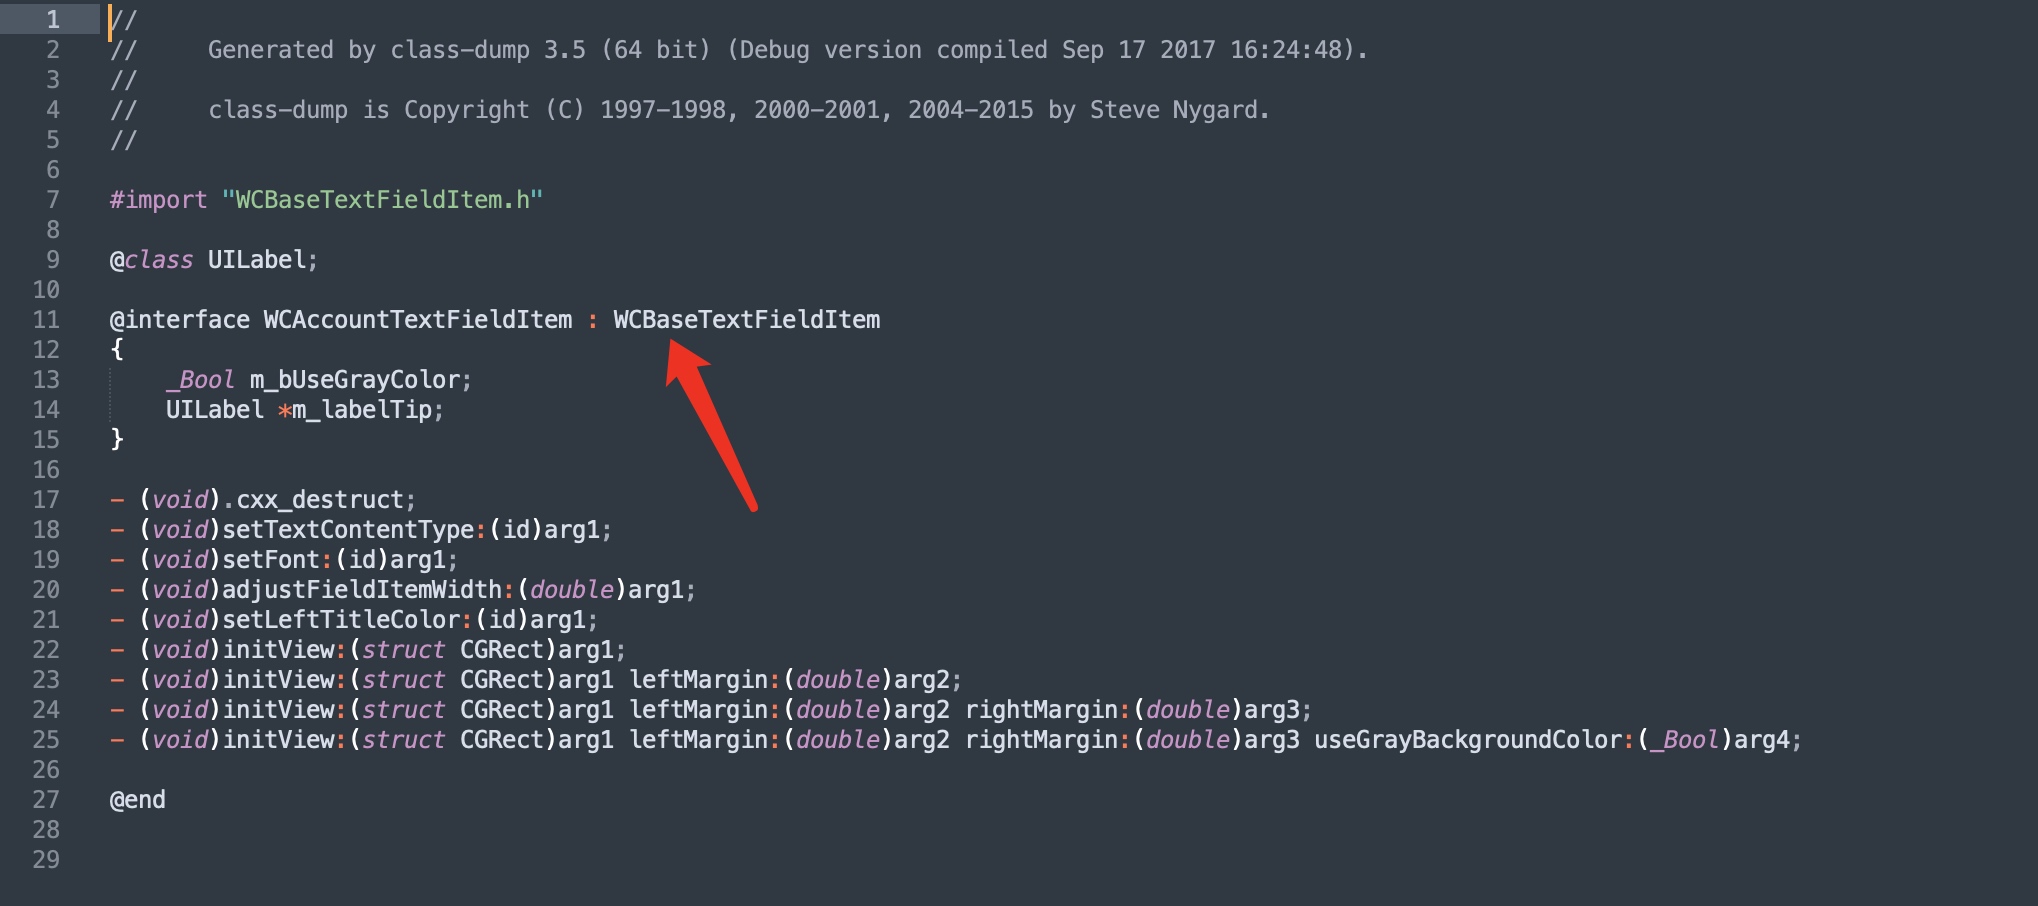 1 //
2 //     Generated by class-dump 3.5 (64 bit) (Debug version compiled Sep 17 2017 16:24:48).
3 //
4 //     class-dump is Copyright (C) 1997-1998, 2000-2001, 2004-2015 by Steve Nygard.
5 //
6
7 #import "WCBaseTextFieldItem.h"
8
9 @class UILabel;
10
11 @interface WCAccountTextFieldItem : WCBaseTextFieldItem
12 {
13     _Bool m_bUseGrayColor;
14     UILabel *m_labelTip;
15 }
16
17 - (void).cxx_destruct;
18 - (void)setTextContentType:(id)arg1;
19 - (void)setFont:(id)arg1;
20 - (void)adjustFieldItemWidth:(double)arg1;
21 - (void)setLeftTitleColor:(id)arg1;
22 - (void)initView:(struct CGRect)arg1;
23 - (void)initView:(struct CGRect)arg1 leftMargin:(double)arg2;
24 - (void)initView:(struct CGRect)arg1 leftMargin:(double)arg2 rightMargin:(double)arg3;
25 - (void)initView:(struct CGRect)arg1 leftMargin:(double)arg2 rightMargin:(double)arg3 useGrayBackgroundColor:(_Bool)arg4;
26
27 @end
28
29